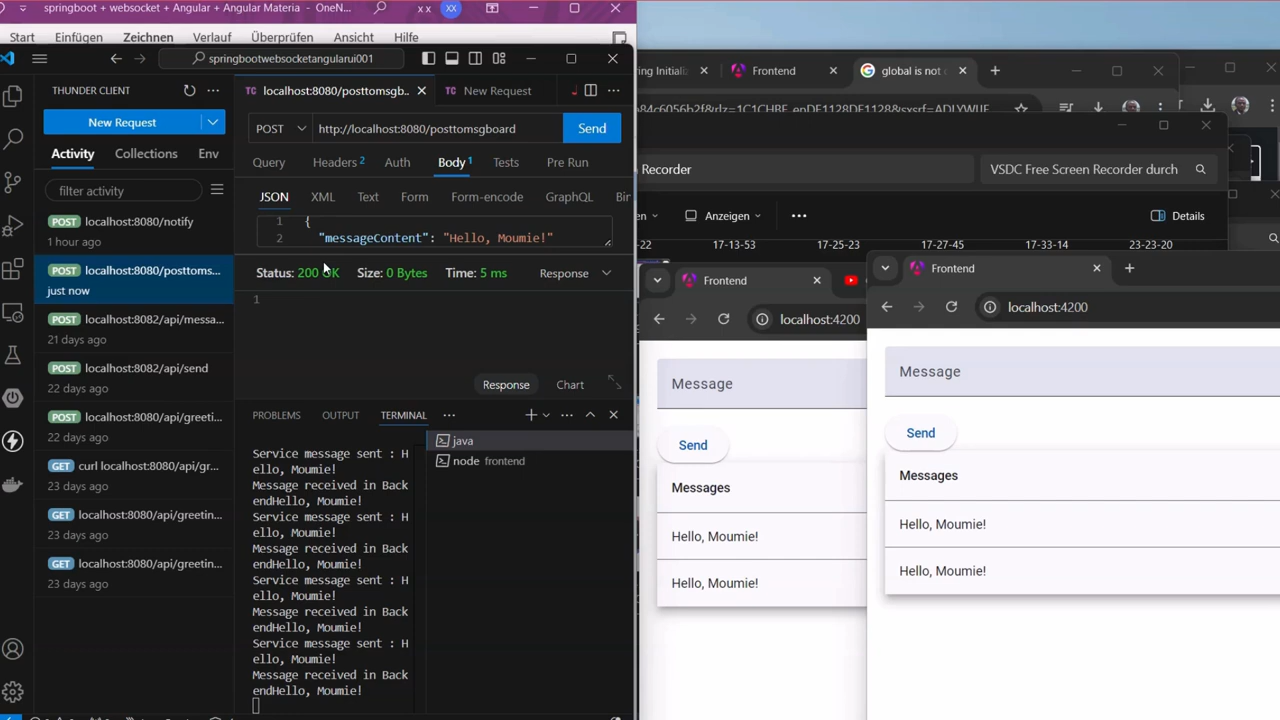 springboot + websocket + Angular + Angular Materia - OneN...
x x
XX
Start Einfügen Zeichnen Verlauf Überprüfen Ansicht Hilfe
springbootwebsocketangularui001
THUNDER CLIENT
New Request
Activity Collections Env
filter activity
POST localhost:8080/notify
1 hour ago
POST localhost:8080/posttoms...
just now
POST localhost:8082/api/messa...
21 days ago
POST localhost:8082/api/send
22 days ago
POST localhost:8080/api/greeti...
22 days ago
GET curl localhost:8080/api/gr...
23 days ago
GET localhost:8080/api/greetin...
23 days ago
GET localhost:8080/api/greetin...
23 days ago
TC localhost:8080/posttomsgb..
TC New Request
POST http://localhost:8080/posttomsgboard Send
Query Headers 2 Auth Body 1 Tests Pre Run
JSON XML Text Form Form-encode GraphQL Bin
1 {
2 "messageContent": "Hello, Moumie!"
Status: 200 OK Size: 0 Bytes Time: 5 ms Response
1
Response Chart
PROBLEMS OUTPUT TERMINAL
java
node frontend
Service message sent : H
ello, Moumie!
Message received in Back
endHello, Moumie!
Service message sent : H
ello, Moumie!
Message received in Back
endHello, Moumie!
Service message sent : H
ello, Moumie!
Message received in Back
endHello, Moumie!
Service message sent : H
ello, Moumie!
Message received in Back
endHello, Moumie!
ring Initializ Frontend global is not d
Recorder
VSDC Free Screen Recorder durch
en Anzeigen Details
-22 17-13-53 17-25-23 17-27-45 17-33-14 23-23-20
Frontend
localhost:4200
Message
Send
Messages
Hello, Moumie!
Hello, Moumie!
Frontend
localhost:4200
Message
Send
Messages
Hello, Moumie!
Hello, Moumie!